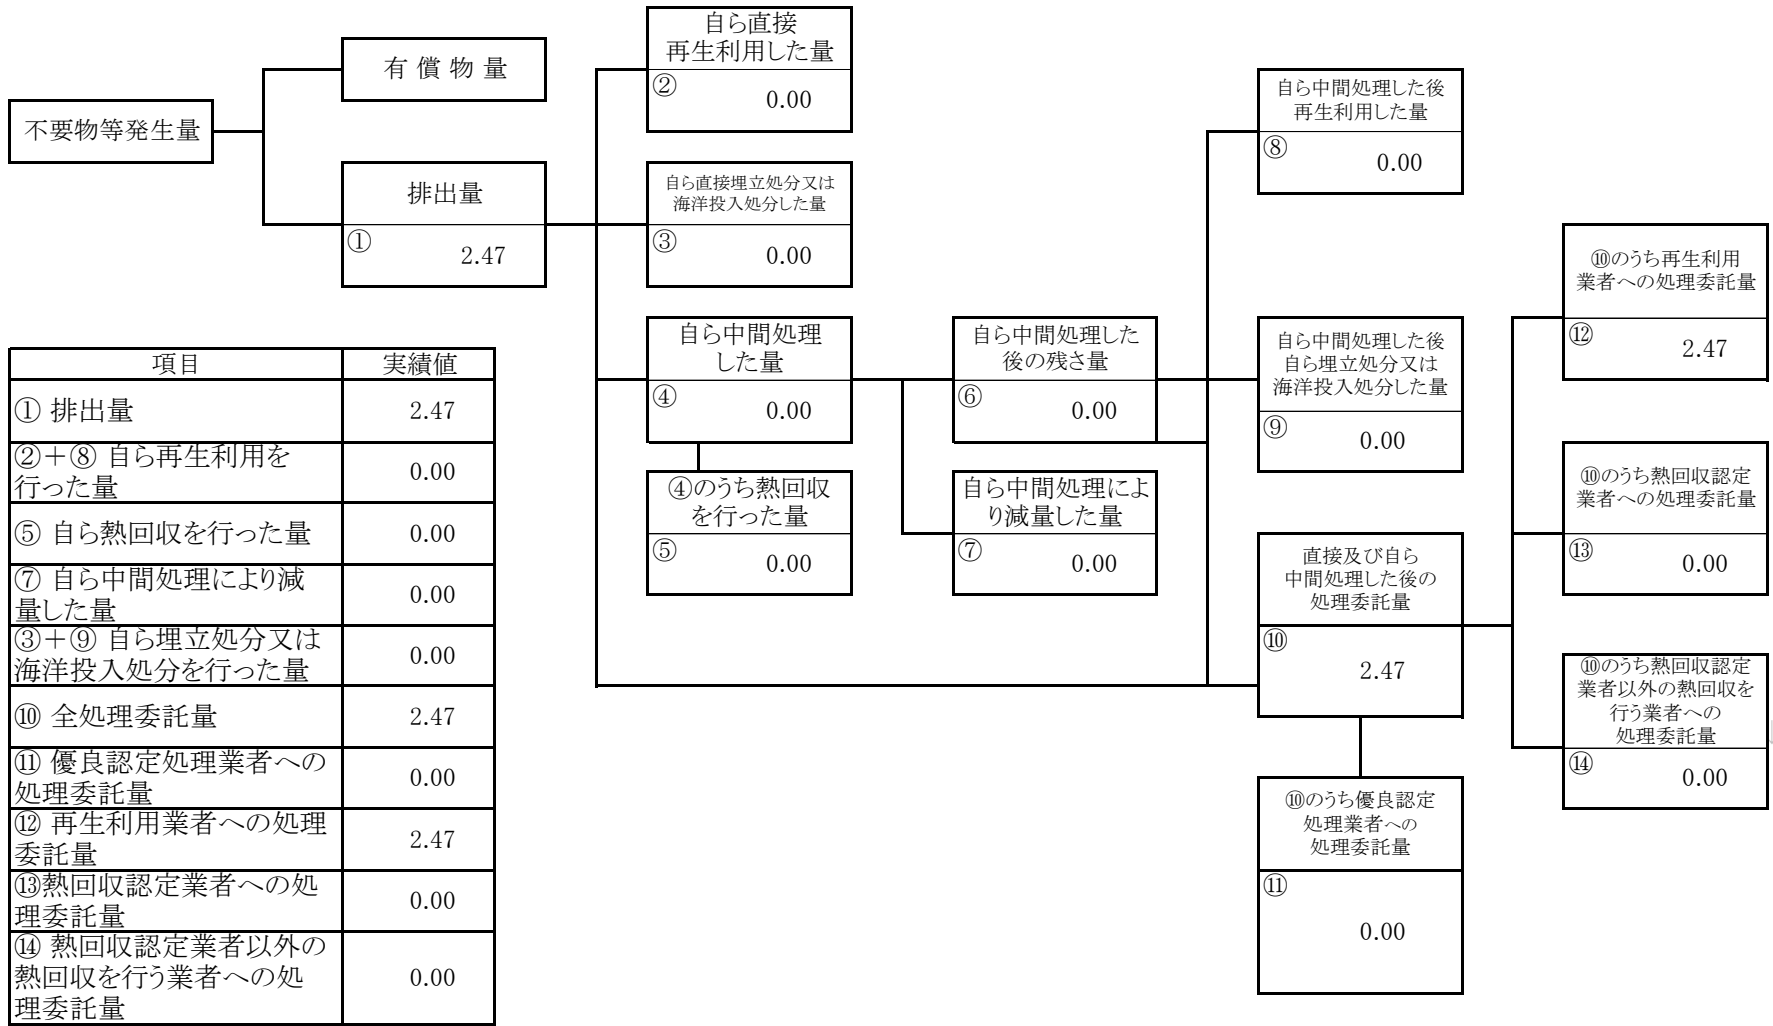 不要物等発生量
有 償 物 量
排出量
①
2.47
自ら直接
再生利用した量
②
0.00
自ら直接埋立処分又は
海洋投入処分した量
③
0.00
自ら中間処理
した量
④
0.00
④のうち熱回収
を行った量
⑤
0.00
自ら中間処理した
後の残さ量
⑥
0.00
自ら中間処理によ
り減量した量
⑦
0.00
自ら中間処理した後
再生利用した量
⑧
0.00
自ら中間処理した後
自ら埋立処分又は
海洋投入処分した量
⑨
0.00
直接及び自ら
中間処理した後の
処理委託量
⑩
2.47
⑩のうち優良認定
処理業者への
処理委託量
⑪
0.00
⑩のうち再生利用
業者への処理委託量
⑫
2.47
⑩のうち熱回収認定
業者への処理委託量
⑬
0.00
⑩のうち熱回収認定
業者以外の熱回収を
行う業者への
処理委託量
⑭
0.00
項目 実績値
① 排出量 2.47
②＋⑧ 自ら再生利用を
行った量 0.00
⑤ 自ら熱回収を行った量 0.00
⑦ 自ら中間処理により減
量した量 0.00
③＋⑨ 自ら埋立処分又は
海洋投入処分を行った量 0.00
⑩ 全処理委託量 2.47
⑪ 優良認定処理業者への
処理委託量 0.00
⑫ 再生利用業者への処理
委託量 2.47
⑬熱回収認定業者への処
理委託量 0.00
⑭ 熱回収認定業者以外の
熱回収を行う業者への処
理委託量 0.00